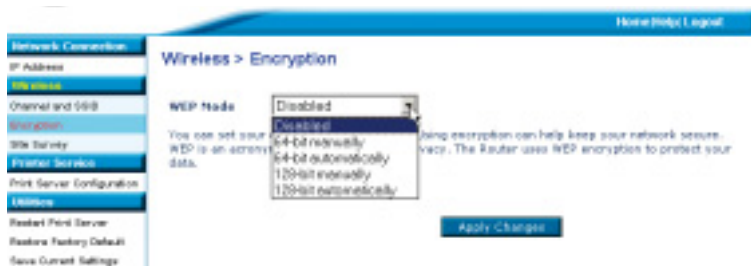 Home|Help|Logout
Network Connection
IP Address
Wireless
Channel and SSID
Encryption
Site Survey
Printer Service
Print Server Configuration
Utilities
Restart Print Server
Restore Factory Default
Save Current Settings
Wireless > Encryption
WEP Mode
Disabled
Disabled
64-bit manually
64-bit automatically
128-bit manually
128-bit automatically
You can set your using encryption can help keep your network secure.
WEP is an acronym vacy. The Router uses WEP encryption to protect your
data.
Apply Changes